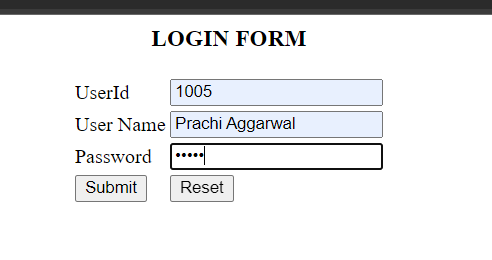 LOGIN FORM
UserId 1005
User Name Prachi Aggarwal
Password •••••
Submit Reset